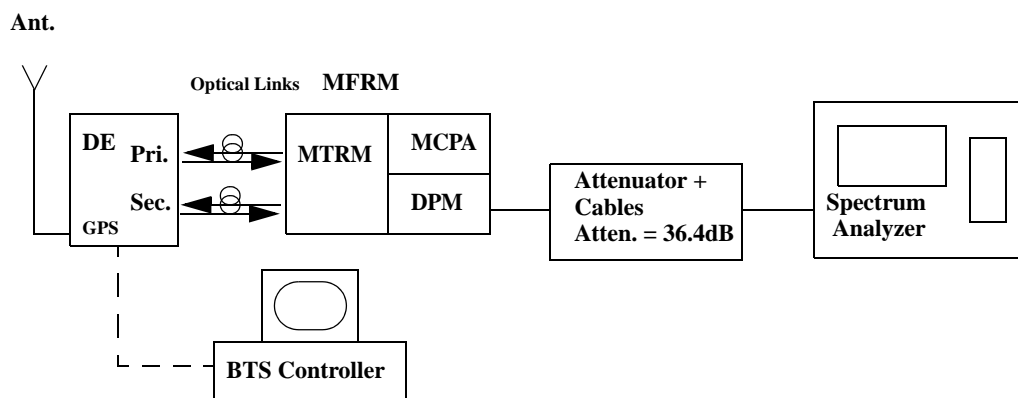 Ant.
Optical Links MFRM
DE
Pri.
Sec.
GPS
MTRM
MCPA
DPM
Attenuator +
Cables
Atten. = 36.4dB
Spectrum
Analyzer
BTS Controller